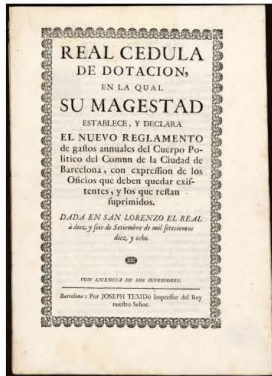 REAL CEDULA
DE DOTACION,
EN LA QUAL
SU MAGESTAD
ESTABLECE, Y DECLARA
EL NUEVO REGLAMENTO
de gastos annuales del Cuerpo Po-
litico del Comun de la Ciudad de
Barcelona, con expression de los
Oficios que deben quedar exis-
tentes, y los que restan
suprimidos.
DADA EN SAN LORENZO EL REAL
à diez, y seis de Setiembre de mil setecientos
diez, y ocho.
CON LICENCIA DE LOS SUPERIORES.
Barcelona: Por JOSEPH TEXIDÒ Impressor del Rey
nuestro Señor.